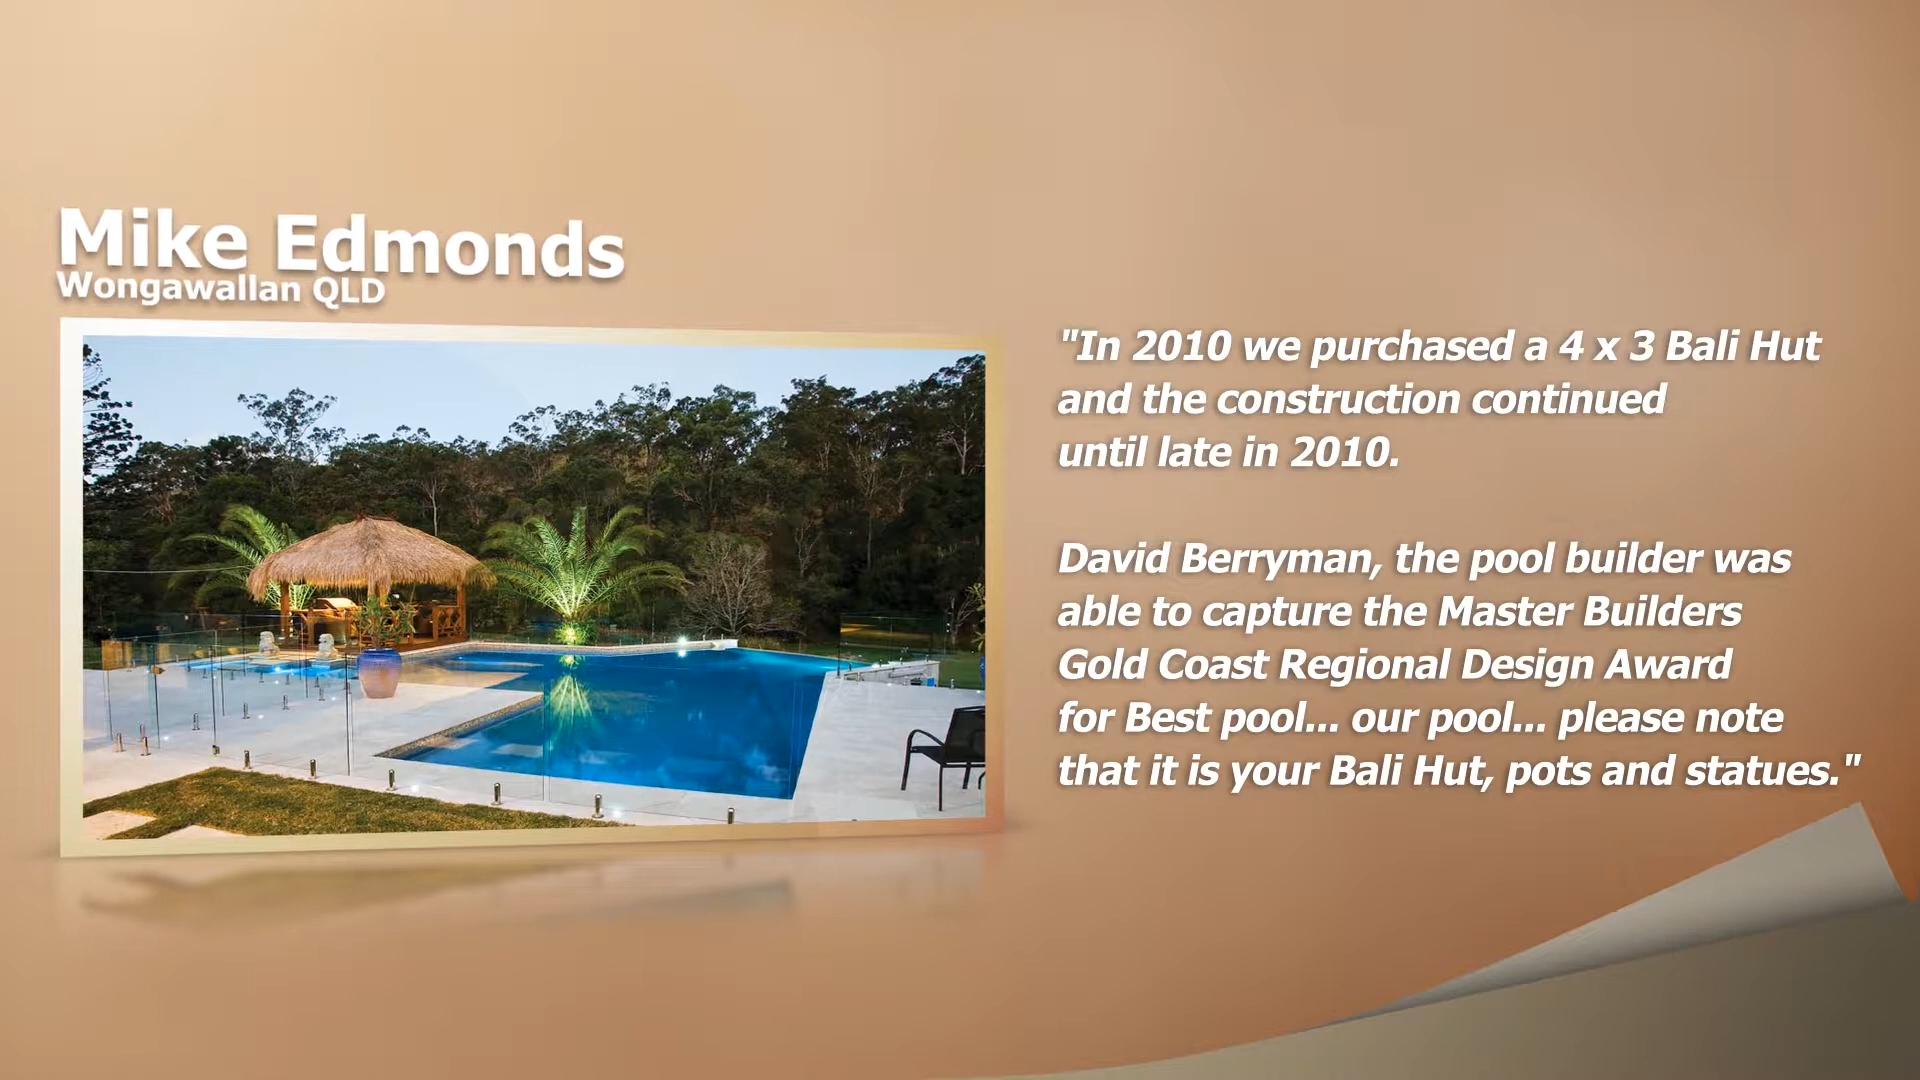 Mike Edmonds
Wongawallan QLD
"In 2010 we purchased a 4 x 3 Bali Hut
and the construction continued
until late in 2010.
David Berryman, the pool builder was
able to capture the Master Builders
Gold Coast Regional Design Award
for Best pool... our pool... please note
that it is your Bali Hut, pots and statues."